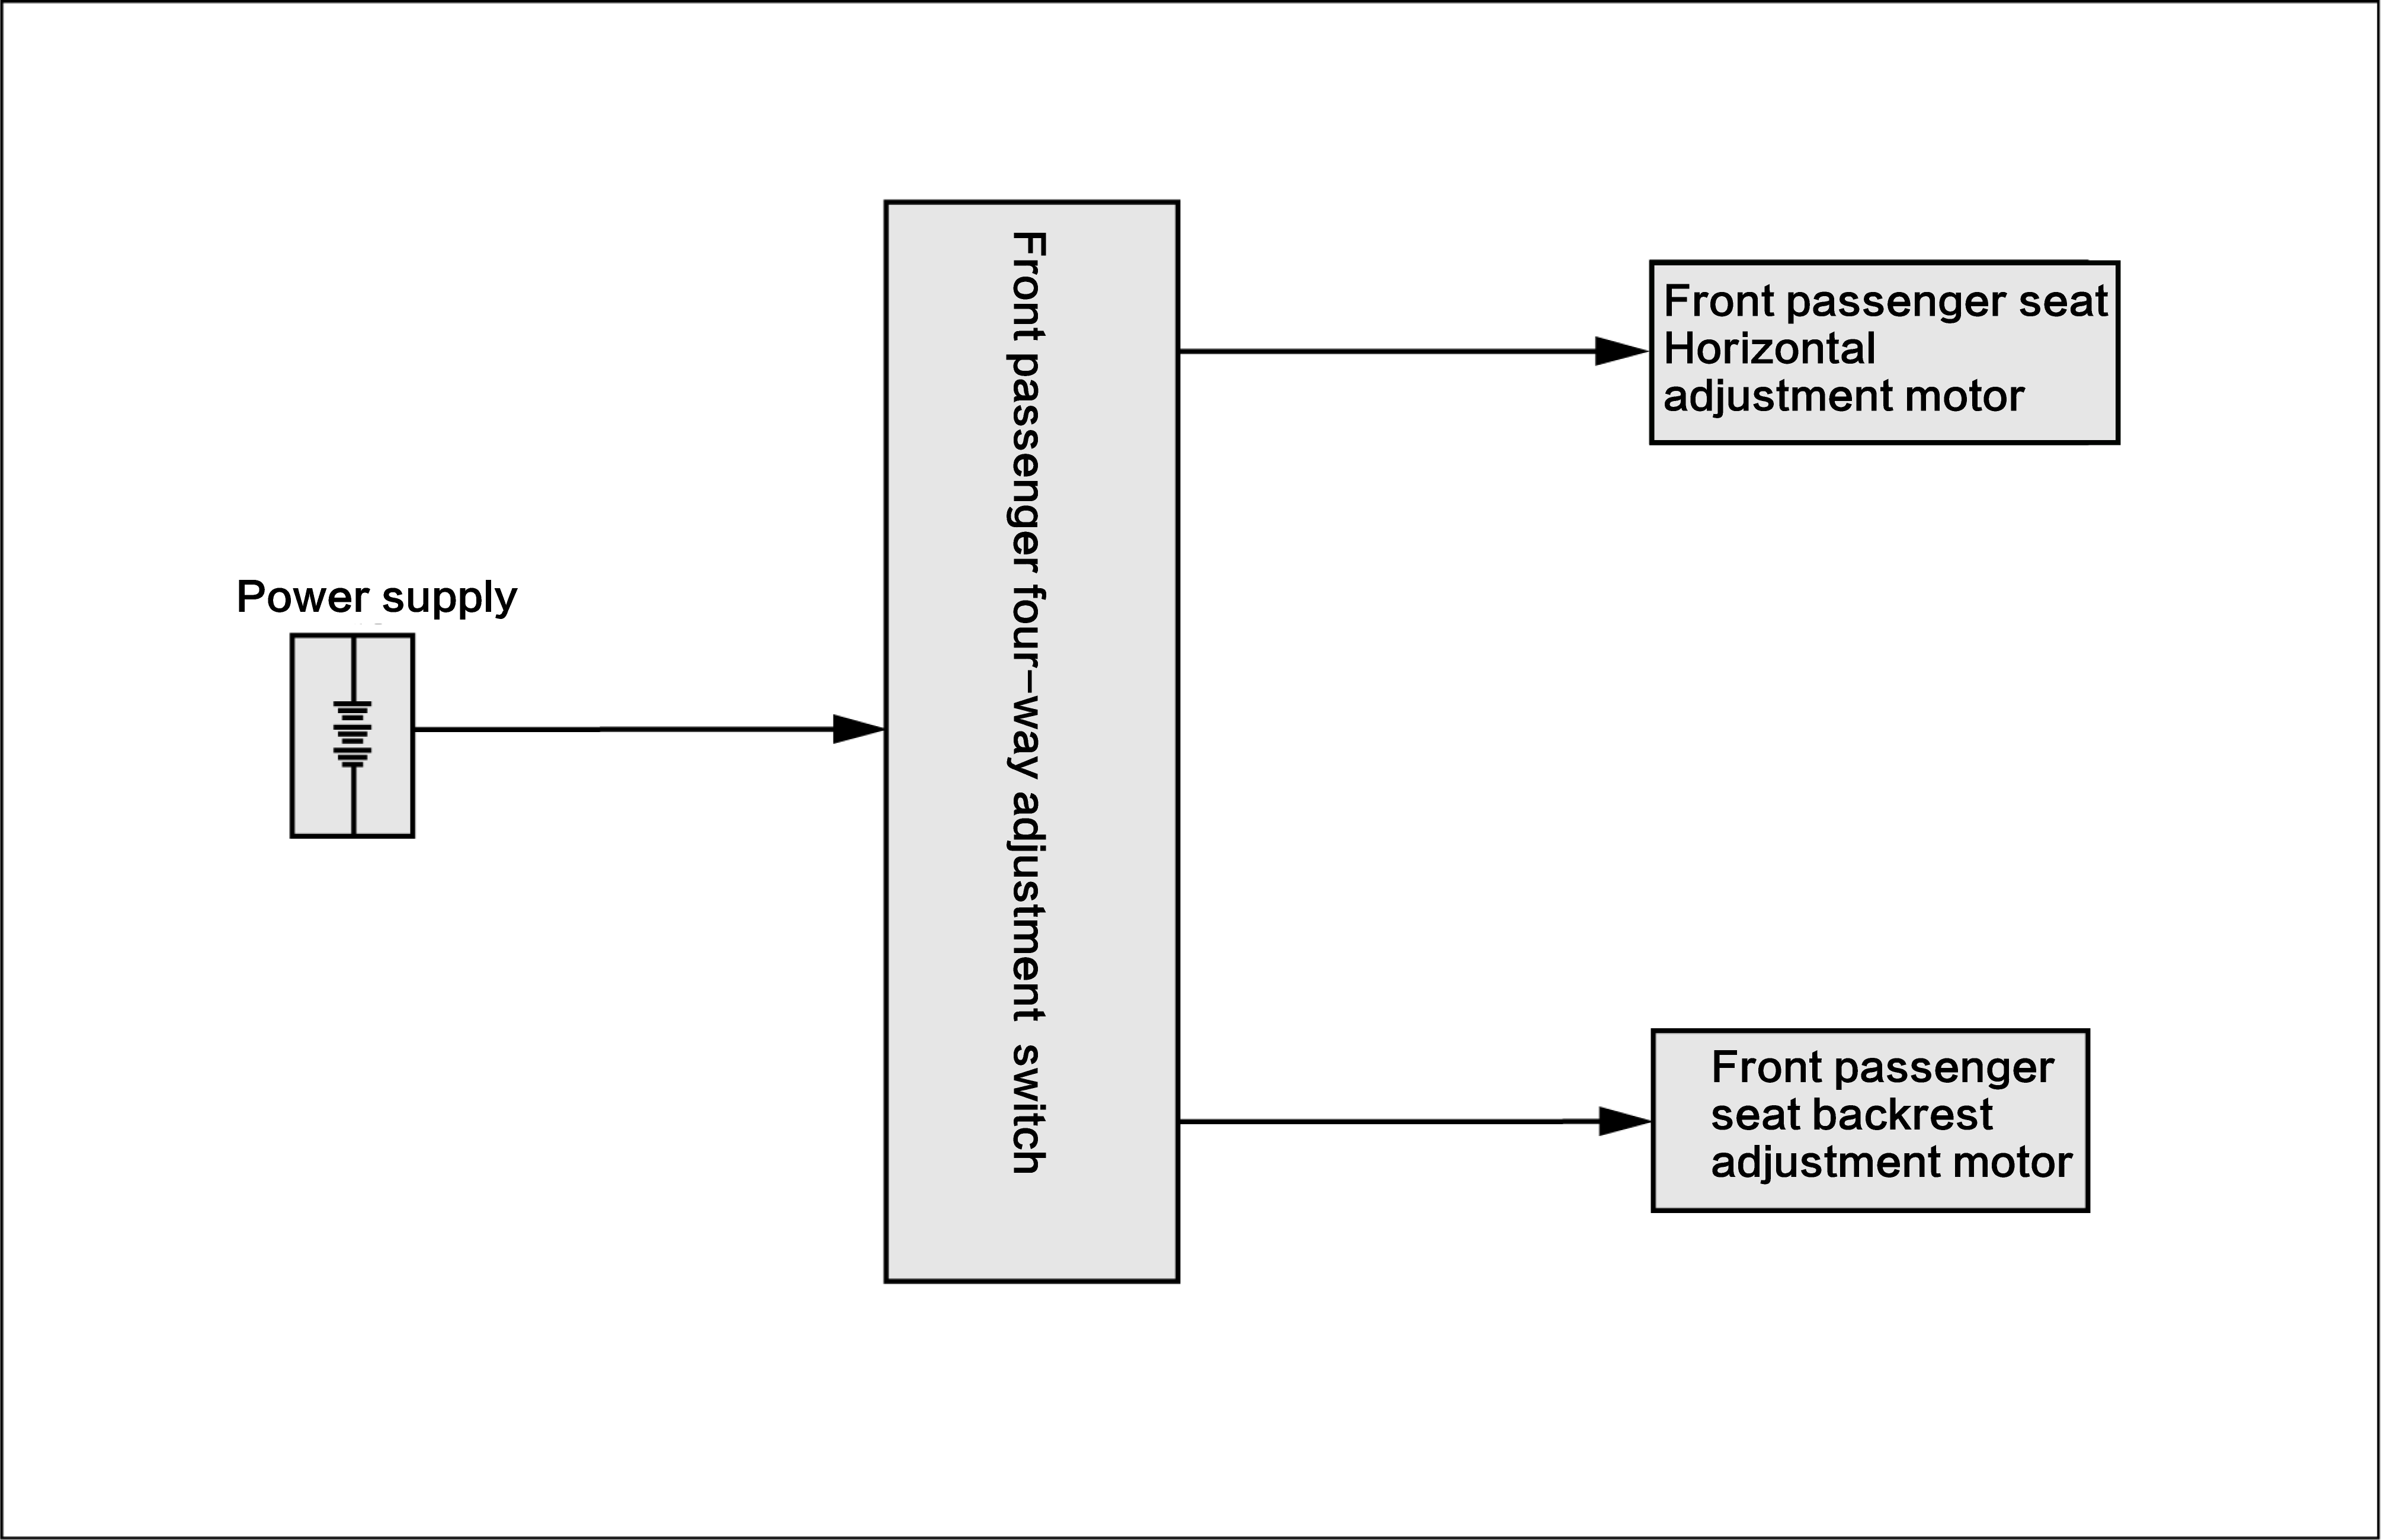 Power supply
Front passenger four–way adjustment switch
Front passenger seat
Horizontal
adjustment motor
Front passenger
seat backrest
adjustment motor